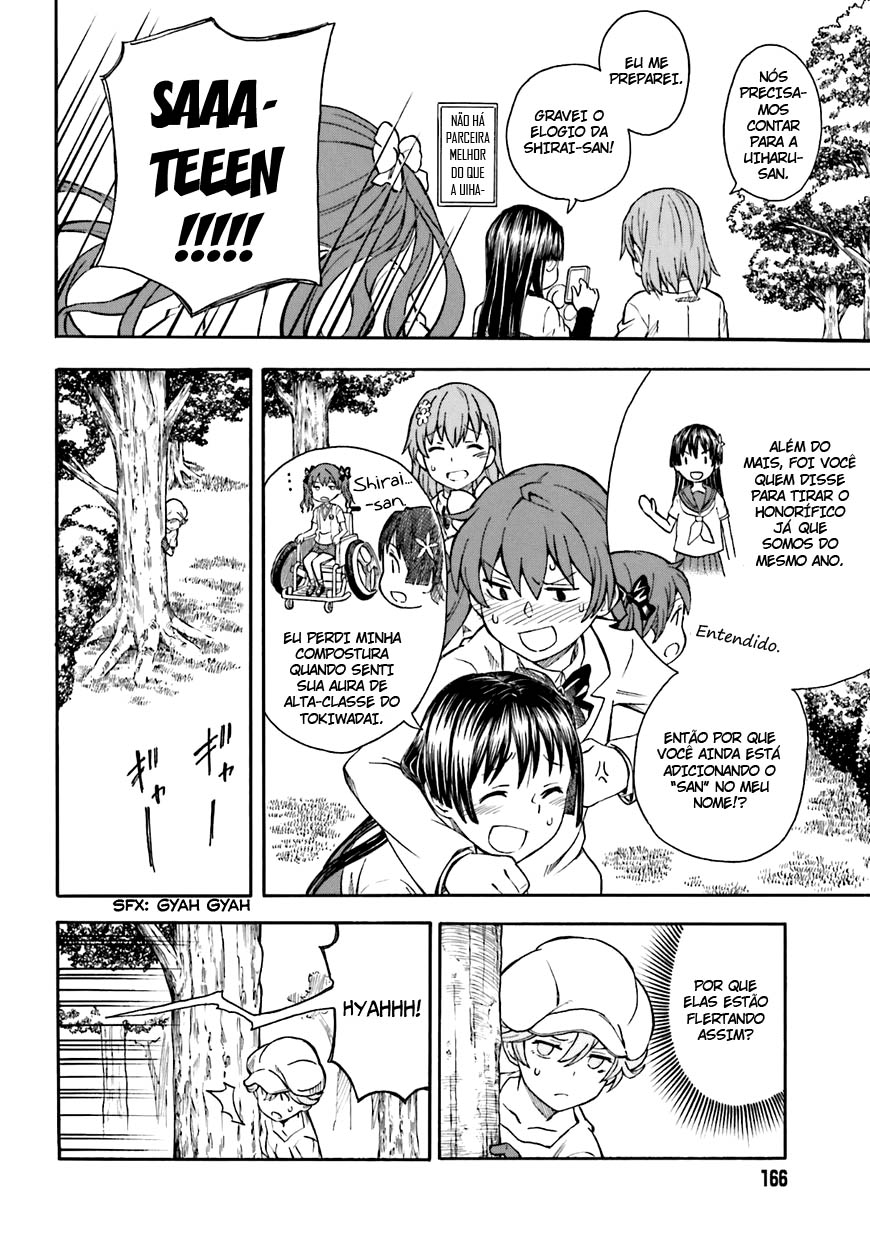 NÓS
PRECISA-
MOS
CONTAR
PARA A
UIHARU-
SAN.
EU ME
PREPAREI.
GRAVEI O
ELOGIO DA
SHIRAI-SAN!
NÃO HÁ
PARCEIRA
MELHOR
DO QUE
A UIHA-
SAAA-
TEEEN
!!!!!
ALÉM DO
MAIS, FOI VOCÊ
QUEM DISSE
PARA TIRAR O
HONORÍFICO
JÁ QUE
SOMOS DO
MESMO ANO.
Entendido.
ENTÃO POR QUE
VOCÊ AINDA ESTÁ
ADICIONANDO O
"SAN" NO MEU
NOME!?
Shirai...
-san
...
EU PERDI MINHA
COMPOSTURA
QUANDO SENTI
SUA AURA DE
ALTA-CLASSE DO
TOKIWADAI.
ギャー
ギャー
SFX: GYAH GYAH
POR QUE
ELAS ESTÃO
FLERTANDO
ASSIM?
HYAHHH!
166